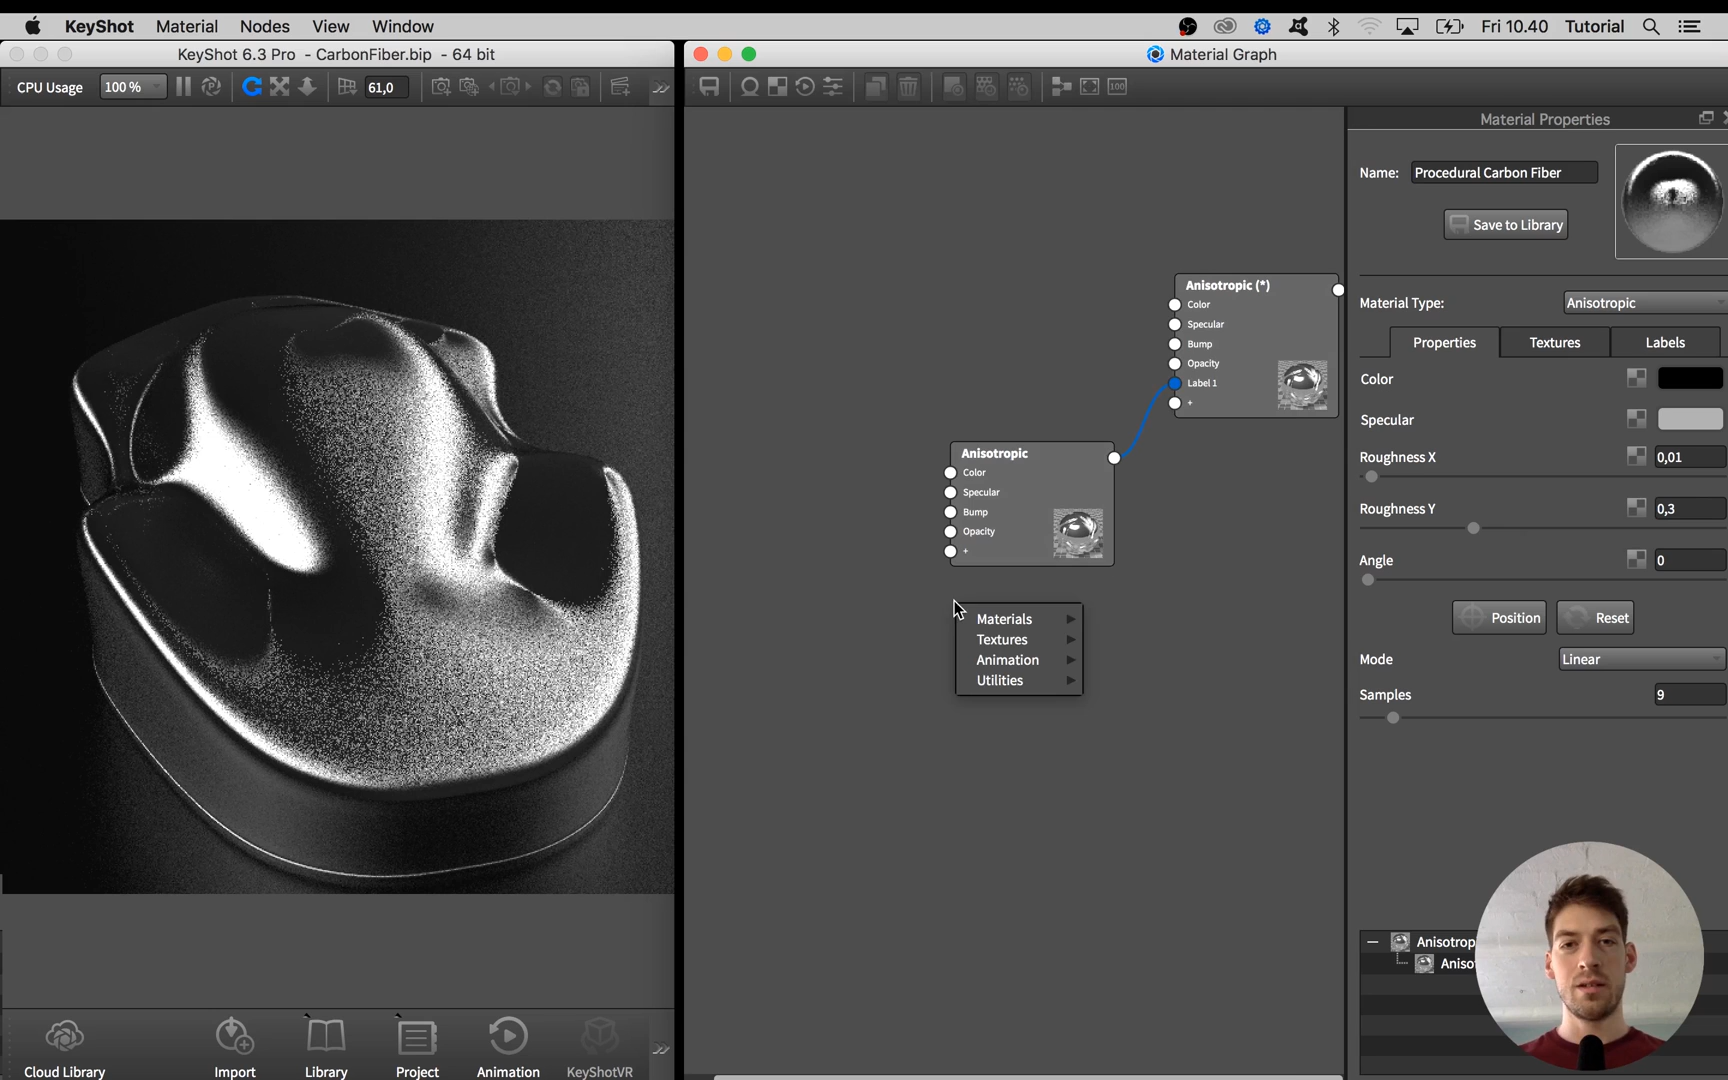 KeyShot Material Nodes View Window Fri 10.40 Tutorial
KeyShot 6.3 Pro - CarbonFiber.bip - 64 bit
Material Graph
CPU Usage 100 % 61,0
100
Material Properties
Name: Procedural Carbon Fiber
Save to Library
Material Type: Anisotropic
Properties Textures Labels
Color
Specular
Roughness X 0,01
Roughness Y 0,3
Angle 0
Position Reset
Mode Linear
Samples 9
Anisotropic (*)
Color
Specular
Bump
Opacity
Label 1
+
Anisotropic
Color
Specular
Bump
Opacity
+
Materials
Textures
Animation
Utilities
Anisotrop
Aniso
Cloud Library Import Library Project Animation KeyShotVR